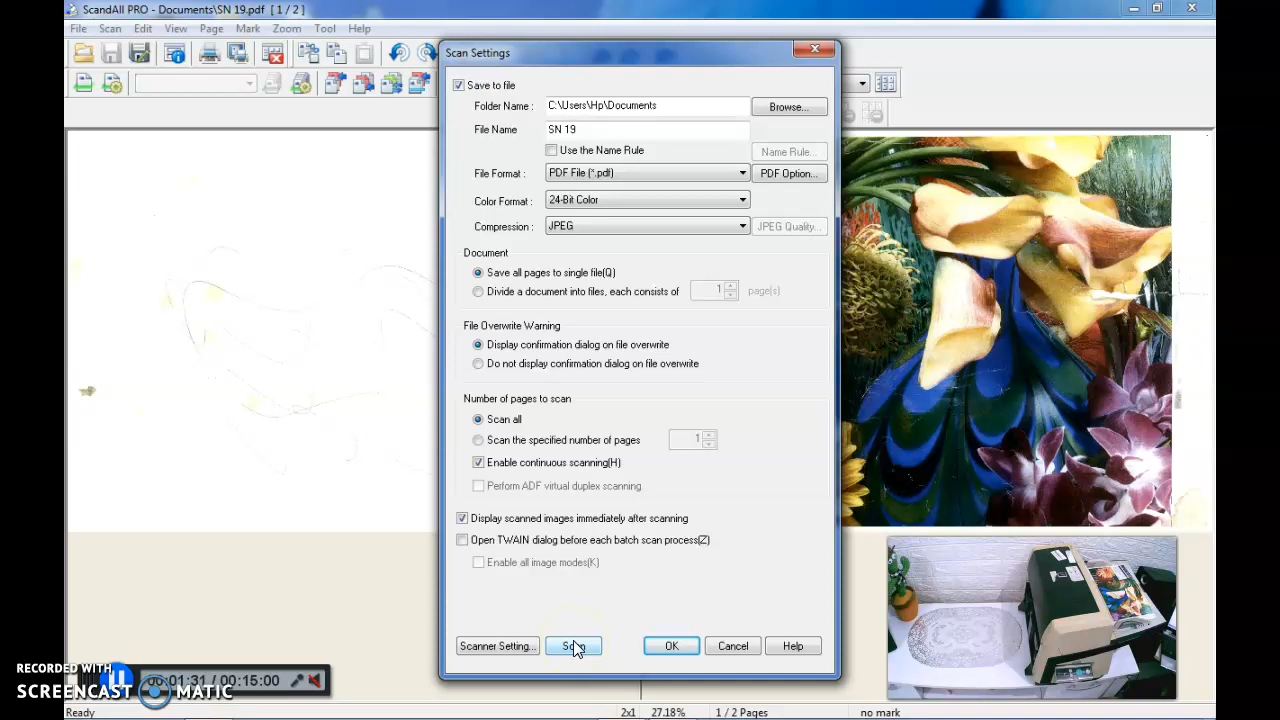 ScandAll PRO - Documents\SN 19.pdf [ 1 / 2 ]
File Scan Edit View Page Mark Zoom Tool Help
Scan Settings
Save to file
Folder Name : C:\Users\Hp\Documents Browse...
File Name SN 19
Use the Name Rule Name Rule...
File Format : PDF File (*.pdf) PDF Option...
Color Format : 24-Bit Color
Compression : JPEG JPEG Quality...
Document
Save all pages to single file(Q)
Divide a document into files, each consists of 1 page(s)
File Overwrite Warning
Display confirmation dialog on file overwrite
Do not display confirmation dialog on file overwrite
Number of pages to scan
Scan all
Scan the specified number of pages 1
Enable continuous scanning(H)
Perform ADF virtual duplex scanning
Display scanned images immediately after scanning
Open TWAIN dialog before each batch scan process(Z)
Enable all image modes(K)
Scanner Setting... OK Cancel Help
RECORDED WITH
SCREENCAST MATIC
00:01:31 / 00:15:00
Ready 2x1 27.18% 1 / 2 Pages no mark